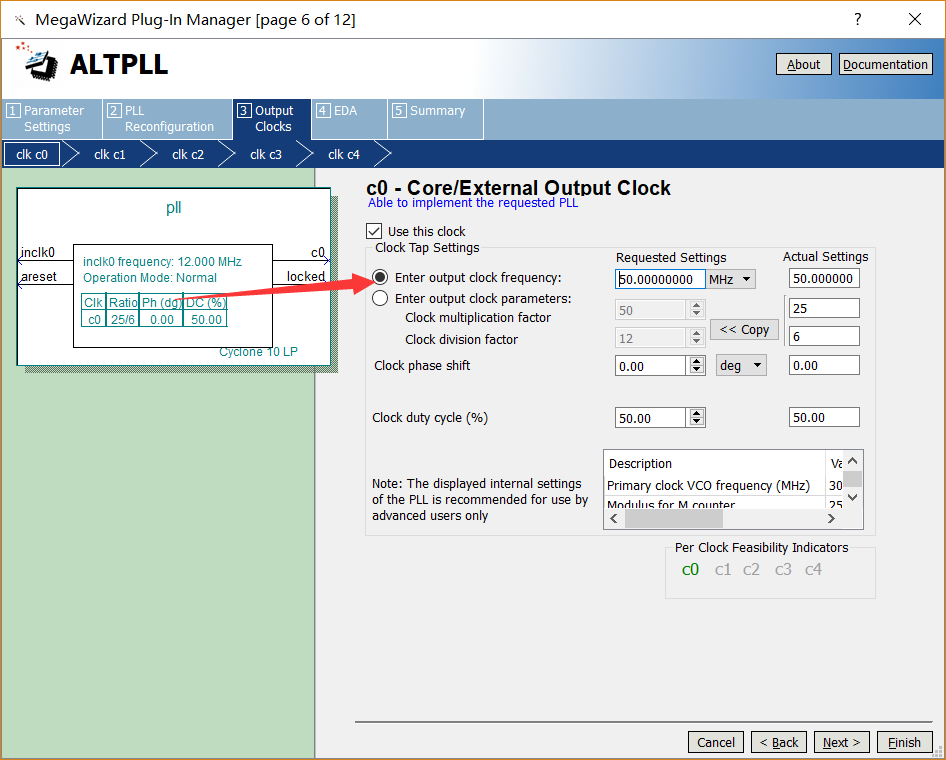 MegaWizard Plug-In Manager [page 6 of 12]
?
ALTPLL
About
Documentation
1 Parameter Settings
2 PLL Reconfiguration
3 Output Clocks
4 EDA
5 Summary
clk c0
clk c1
clk c2
clk c3
clk c4
pll
inclk0
areset
inclk0 frequency: 12.000 MHz
Operation Mode: Normal
Clk Ratio Ph (dg) DC (%)
c0 25/6 0.00 50.00
c0
locked
Cyclone 10 LP
c0 - Core/External Output Clock
Able to implement the requested PLL
Use this clock
Clock Tap Settings
Requested Settings
Actual Settings
Enter output clock frequency:
50.00000000
MHz
50.000000
Enter output clock parameters:
Clock multiplication factor
50
25
<< Copy
Clock division factor
12
6
Clock phase shift
0.00
deg
0.00
Clock duty cycle (%)
50.00
50.00
Note: The displayed internal settings
of the PLL is recommended for use by
advanced users only
Description
Primary clock VCO frequency (MHz) 30
Modulus for M counter 25
Per Clock Feasibility Indicators
c0 c1 c2 c3 c4
Cancel
< Back
Next >
Finish